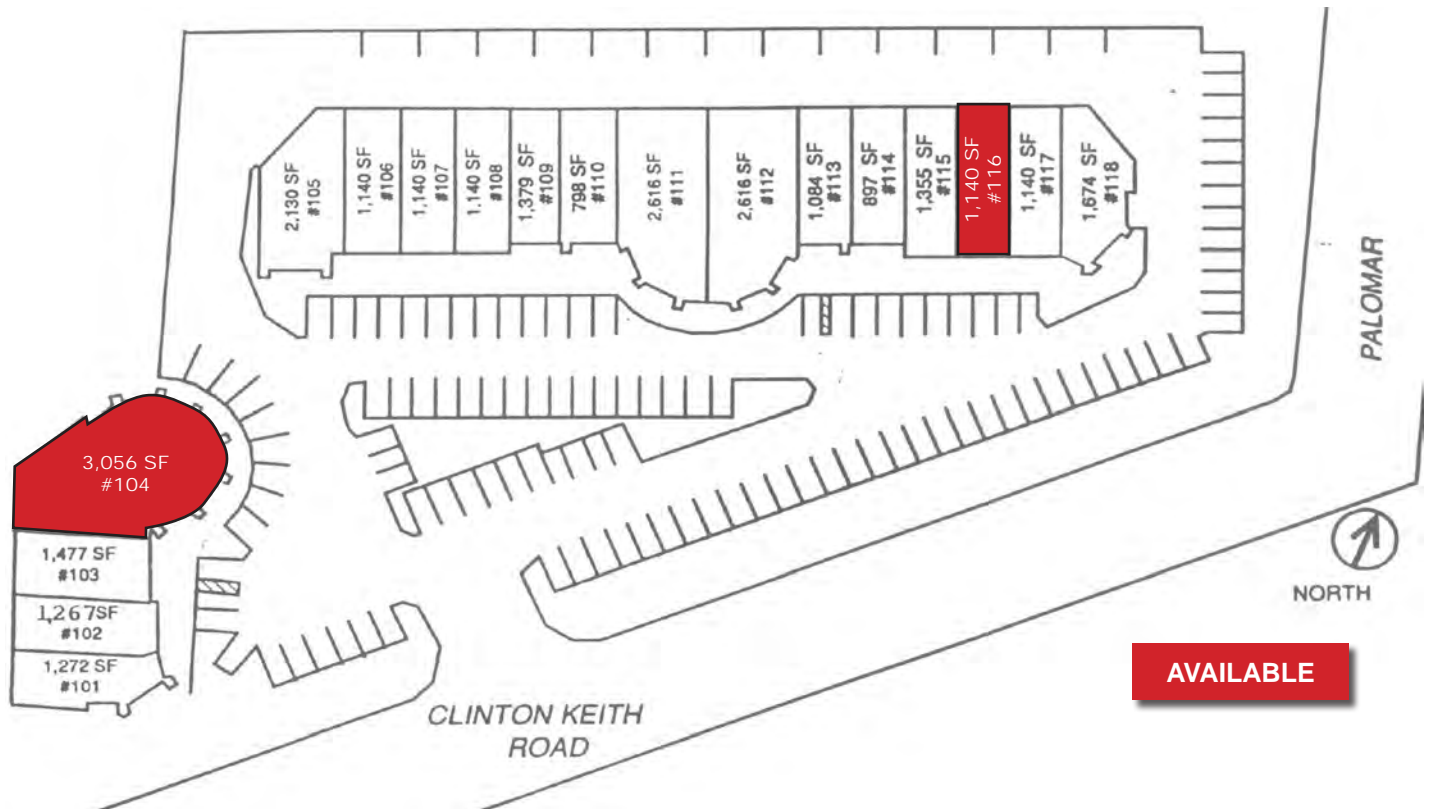 2,130 SF
#105
1,140 SF
#106
1,140 SF
#107
1.140 SF
#108
1,379 SF
#109
798 SF
#110
2,616 SF
#111
2,616 SF
#112
1,084 SF
#113
897 SF
#114
1,355 SF
#115
1,140 SF
#116
1,140 SF
#117
1,674 SF
#118
PALOMAR
3,056 SF
#104
1,477 SF
#103
1,267SF
#102
1,272 SF
#101
NORTH
AVAILABLE
CLINTON KEITH
ROAD